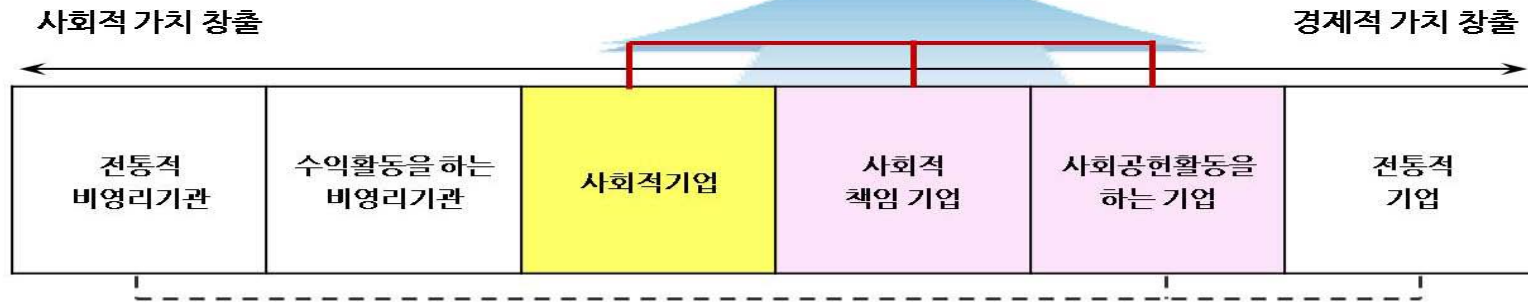 사회적 가치 창출
경제적 가치 창출
전통적
비영리기관
수익활동을 하는
비영리기관
사회적기업
사회적
책임 기업
사회공헌활동을
하는 기업
전통적
기업